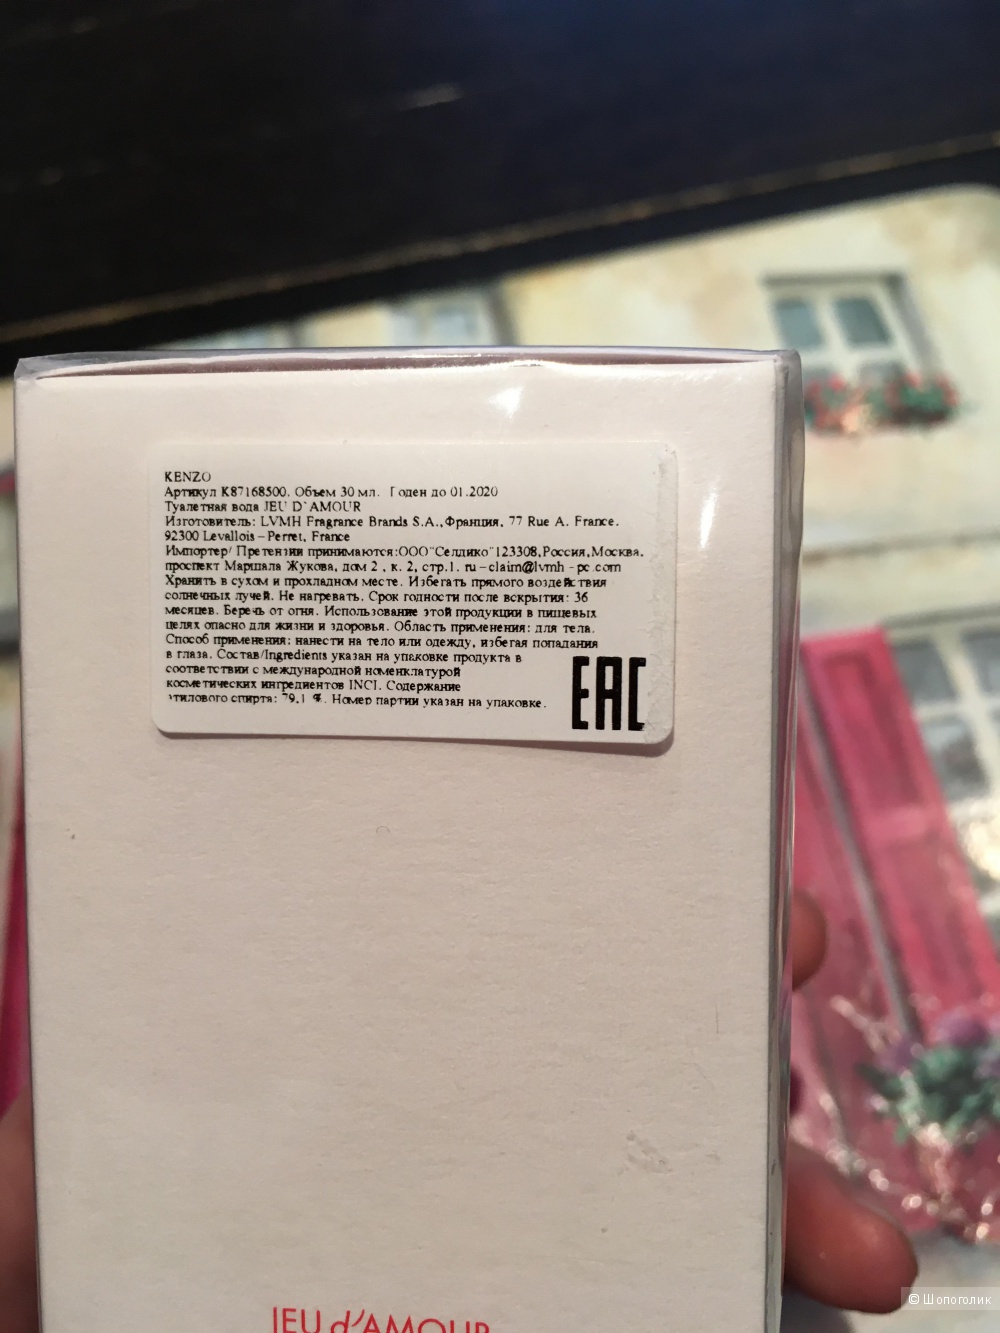 KENZO
Артикул K87168500. Объем 30 мл. Годен до 01.2020
Туалетная вода JEU D`AMOUR
Изготовитель: LVMH Fragrance Brands S.A.,Франция, 77 Rue A. France.
92300 Levallois - Perret, France
Импортер/ Претензии принимаются:ООО"Селдико"123308,Россия,Москва.
проспект Маршала Жукова, дом 2 , к. 2, стр.1. ru-claim@lvmh-pc.com
Хранить в сухом и прохладном месте. Избегать прямого воздействия
солнечных лучей. Не нагревать. Срок годности после вскрытия: 36
месяцев. Беречь от огня. Использование этой продукции в пищевых
целях опасно для жизни и здоровья. Область применения: для тела.
Способ применения: нанести на тело или одежду, избегая попадания
в глаза. Состав/Ingredients указан на упаковке продукта в
соответствии с международной номенклатурой
косметических ингредиентов INCI. Содержание
этилового спирта: 79,1 %. Номер партии указан на упаковке.
EAC
JEU d'AMOUR
© Шопоголик